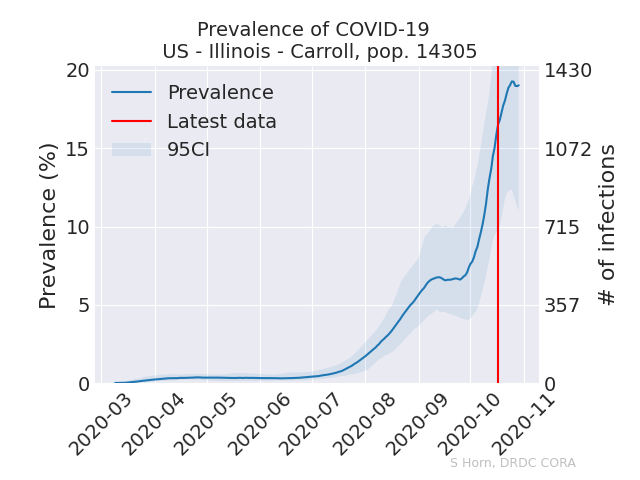 Prevalence of COVID-19
US - Illinois - Carroll, pop. 14305
Prevalence
Latest data
95CI
Prevalence (%)
20
15
10
5
0
1430
1072
715
357
0
# of infections
2020-03
2020-04
2020-05
2020-06
2020-07
2020-08
2020-09
2020-10
2020-11
S Horn, DRDC CORA